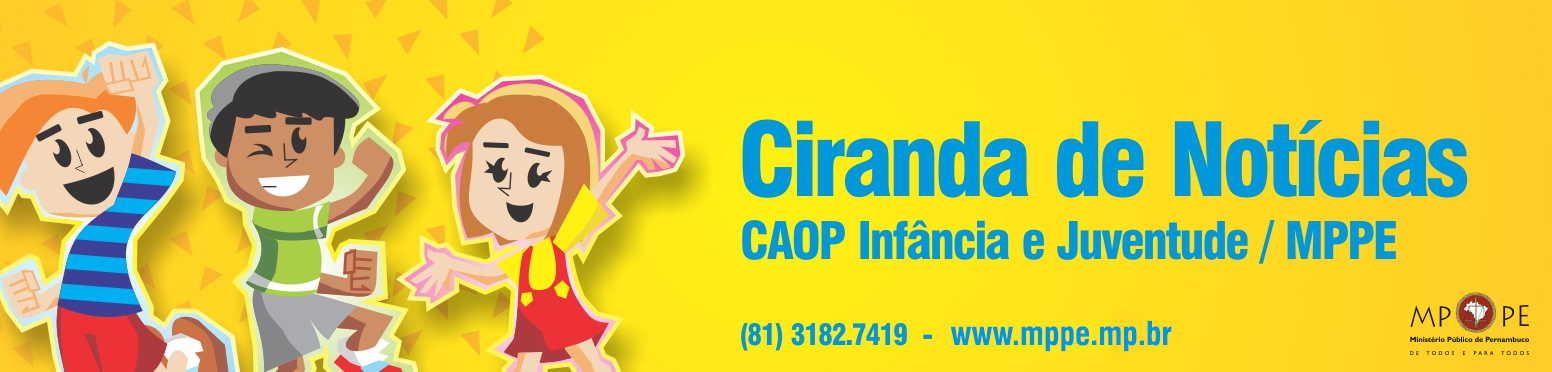 Ciranda de Notícias
CAOP Infância e Juventude / MPPE
(81) 3182.7419 - www.mppe.mp.br
MPPE
Ministério Público de Pernambuco
DE TODOS E PARA TODOS